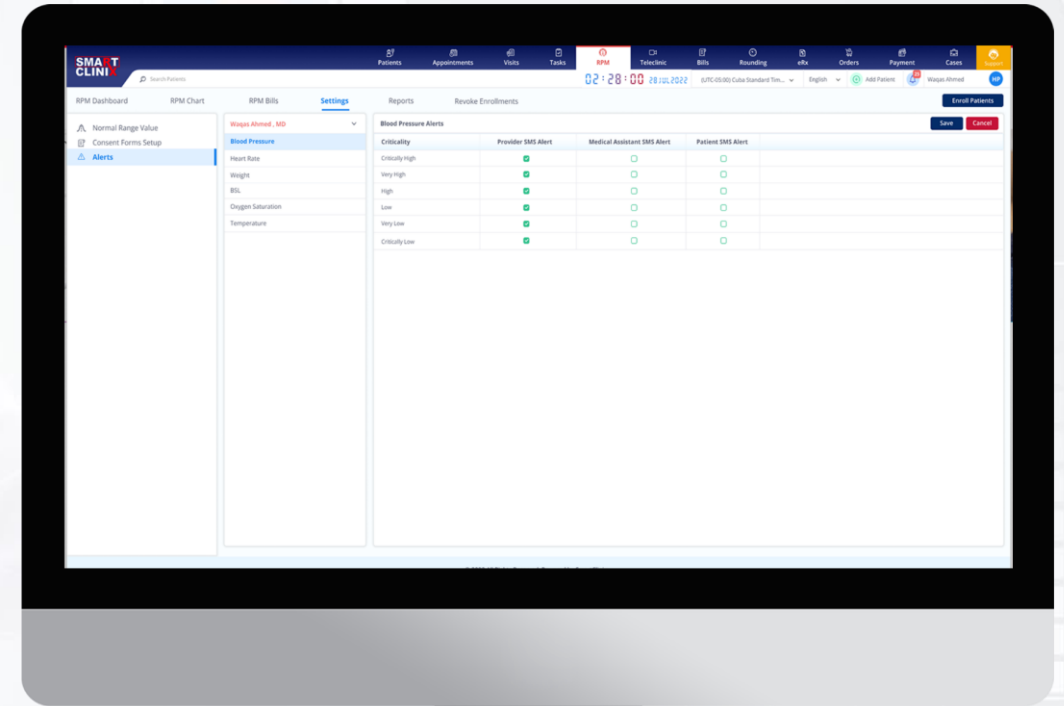 SMART
CLINIX
Patients Appointments Visits Tasks RPM Teleclinic Bills Rounding eRx Orders Payment Cases Support
Search Patients
02:28:00 28 JUL 2022 (UTC-05:00) Cuba Standard Tim... English Add Patient Waqas Ahmed HP
RPM Dashboard RPM Chart RPM Bills Settings Reports Revoke Enrollments Enroll Patients
Normal Range Value
Consent Forms Setup
Alerts
Waqas Ahmed , MD
Blood Pressure
Heart Rate
Weight
BSL
Oxygen Saturation
Temperature
Blood Pressure Alerts Save Cancel
Criticality Provider SMS Alert Medical Assistant SMS Alert Patient SMS Alert
Critically High
Very High
High
Low
Very Low
Critically Low